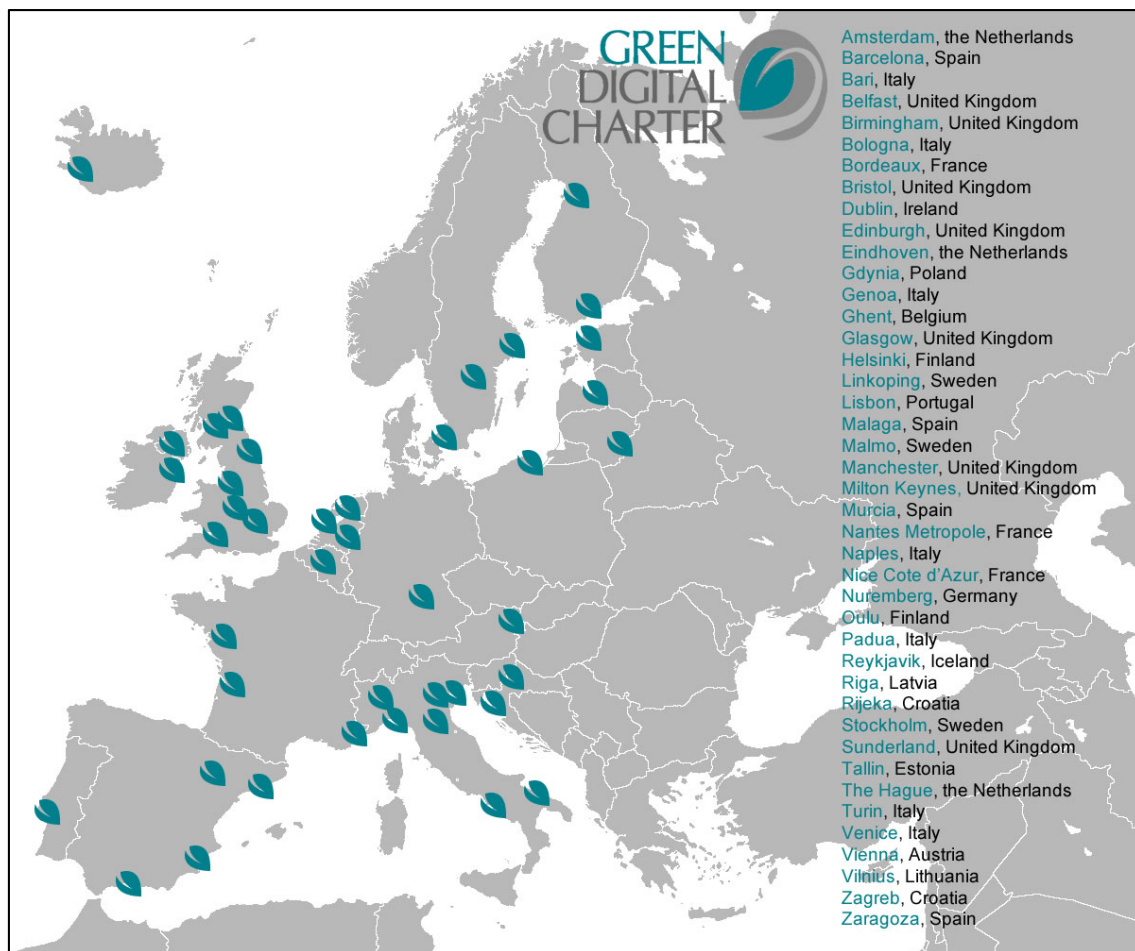 GREEN
DIGITAL
CHARTER
Amsterdam, the Netherlands
Barcelona, Spain
Bari, Italy
Belfast, United Kingdom
Birmingham, United Kingdom
Bologna, Italy
Bordeaux, France
Bristol, United Kingdom
Dublin, Ireland
Edinburgh, United Kingdom
Eindhoven, the Netherlands
Gdynia, Poland
Genoa, Italy
Ghent, Belgium
Glasgow, United Kingdom
Helsinki, Finland
Linkoping, Sweden
Lisbon, Portugal
Malaga, Spain
Malmo, Sweden
Manchester, United Kingdom
Milton Keynes, United Kingdom
Murcia, Spain
Nantes Metropole, France
Naples, Italy
Nice Cote d'Azur, France
Nuremberg, Germany
Oulu, Finland
Padua, Italy
Reykjavik, Iceland
Riga, Latvia
Rijeka, Croatia
Stockholm, Sweden
Sunderland, United Kingdom
Tallin, Estonia
The Hague, the Netherlands
Turin, Italy
Venice, Italy
Vienna, Austria
Vilnius, Lithuania
Zagreb, Croatia
Zaragoza, Spain